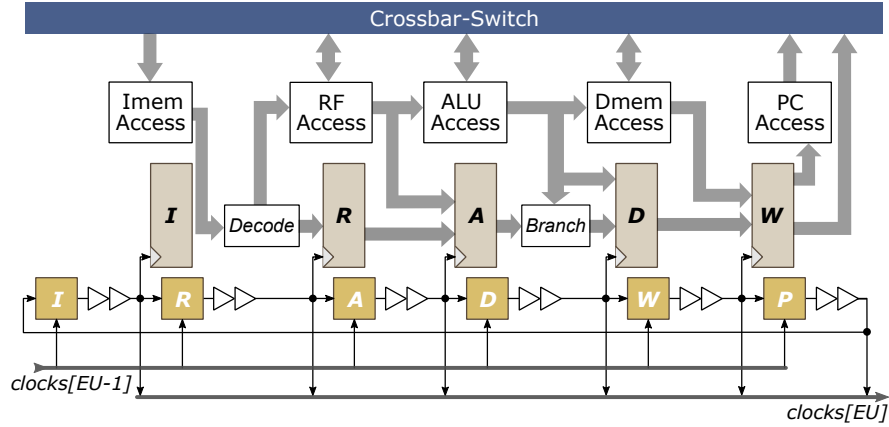 Crossbar-Switch
Imem
Access
RF
Access
ALU
Access
Dmem
Access
PC
Access
I
Decode
R
A
Branch
D
W
I
R
A
D
W
P
clocks[EU-1]
clocks[EU]